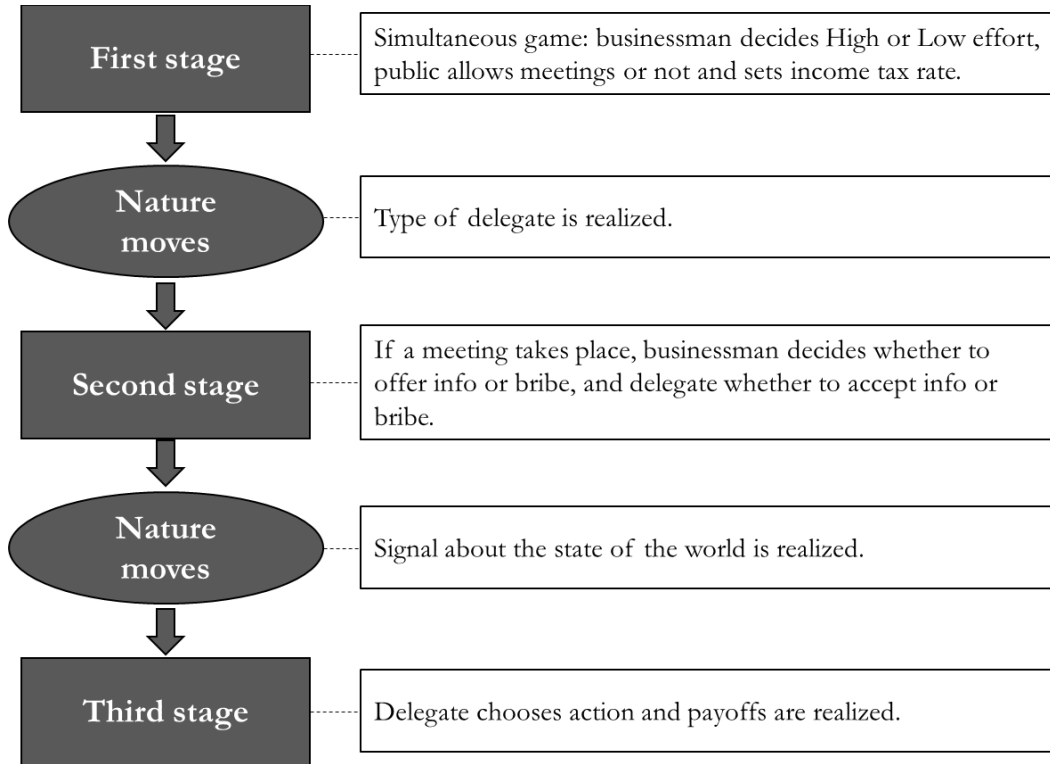 First stage
Simultaneous game: businessman decides High or Low effort,
public allows meetings or not and sets income tax rate.
Nature
moves
Type of delegate is realized.
Second stage
If a meeting takes place, businessman decides whether to
offer info or bribe, and delegate whether to accept info or
bribe.
Nature
moves
Signal about the state of the world is realized.
Third stage
Delegate chooses action and payoffs are realized.